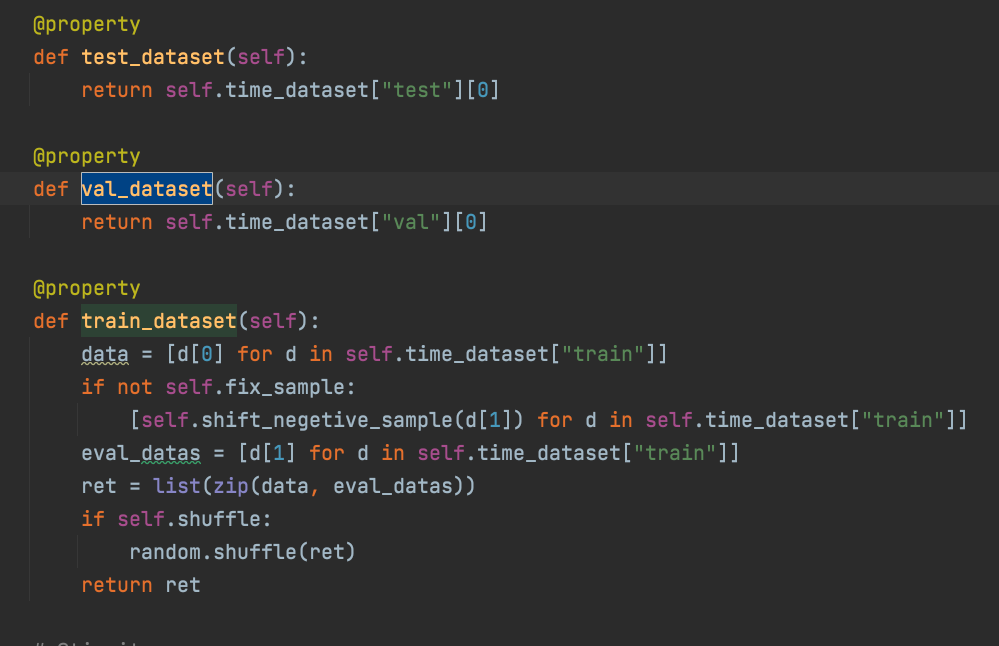 @property
def test_dataset(self):
    return self.time_dataset["test"][0]
@property
def val_dataset(self):
    return self.time_dataset["val"][0]
@property
def train_dataset(self):
    data = [d[0] for d in self.time_dataset["train"]]
    if not self.fix_sample:
        [self.shift_negetive_sample(d[1]) for d in self.time_dataset["train"]]
    eval_datas = [d[1] for d in self.time_dataset["train"]]
    ret = list(zip(data, eval_datas))
    if self.shuffle:
        random.shuffle(ret)
    return ret